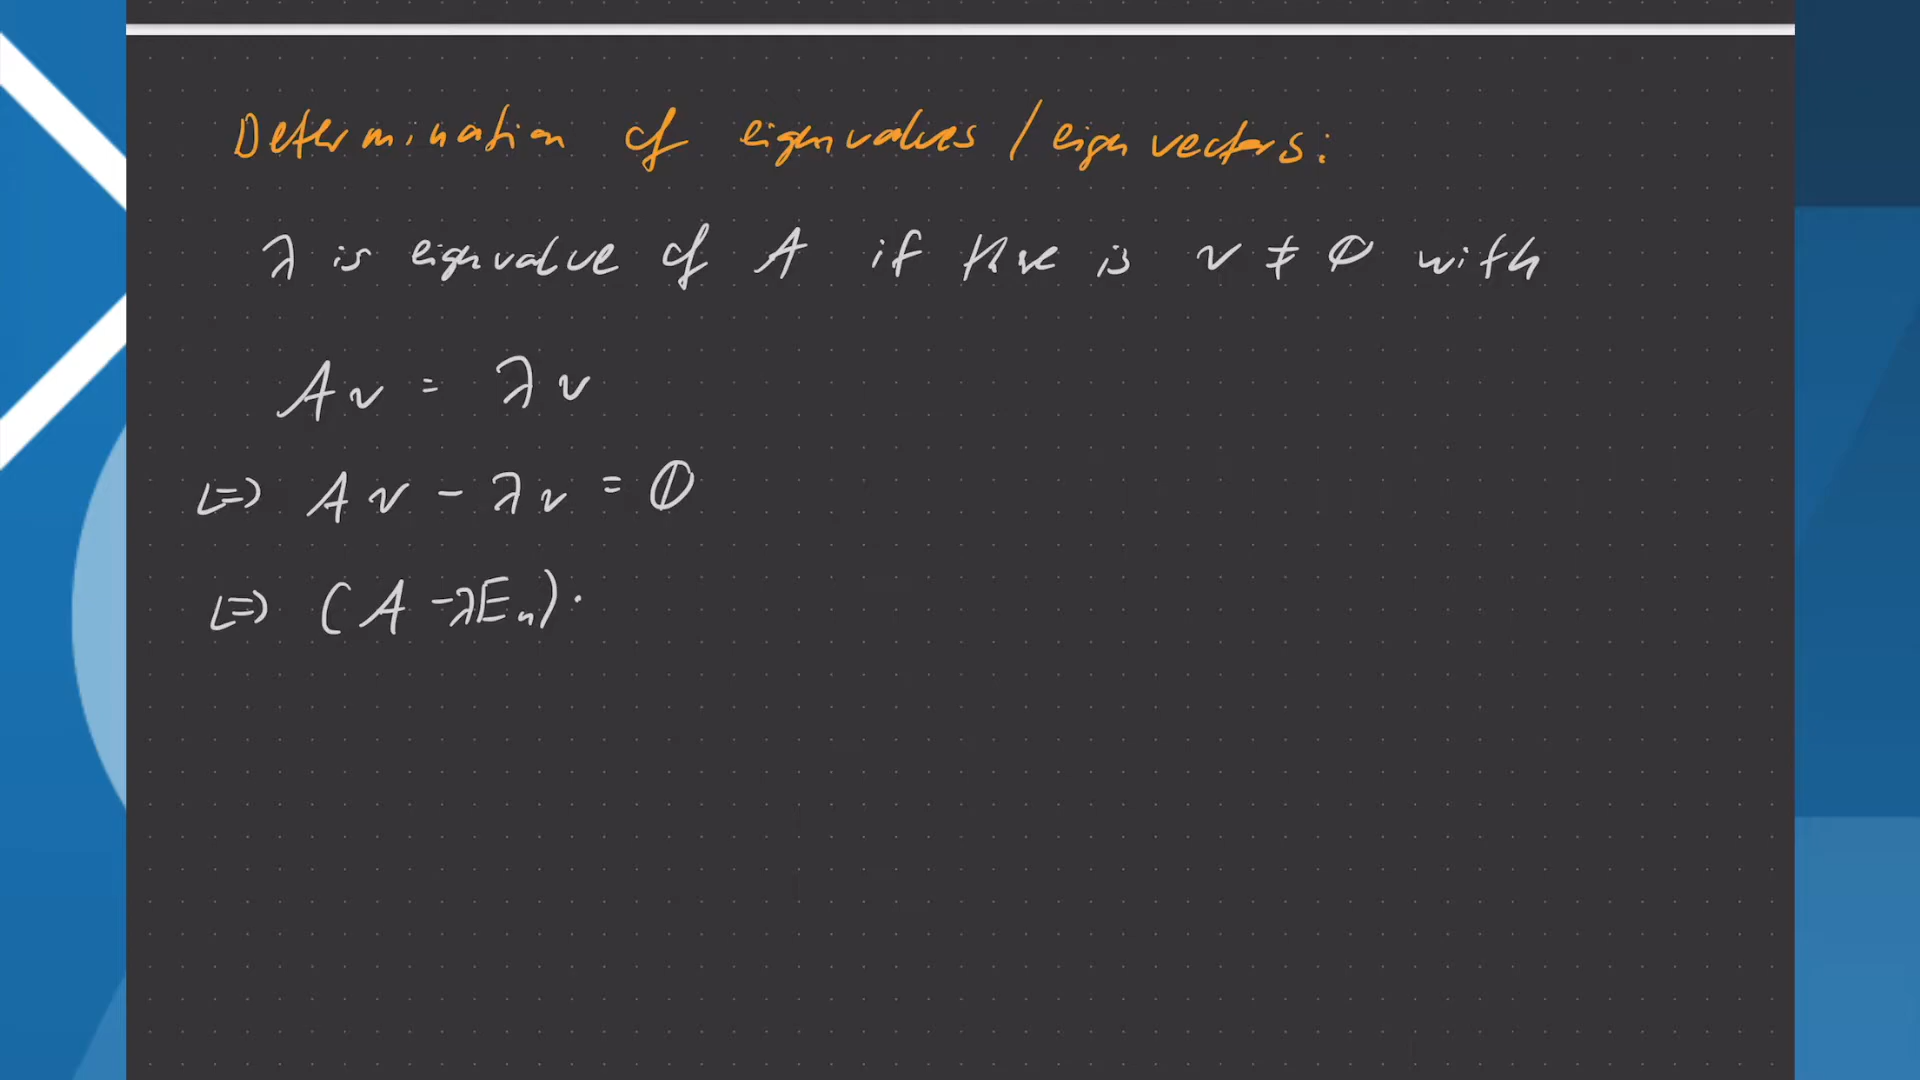 Determination of eigenvalues / eigenvectors:
λ is eigenvalue of A if there is v ≠ 0 with
Av = λv
⇔ Av - λv = 0
⇔ (A - λEₙ) ·